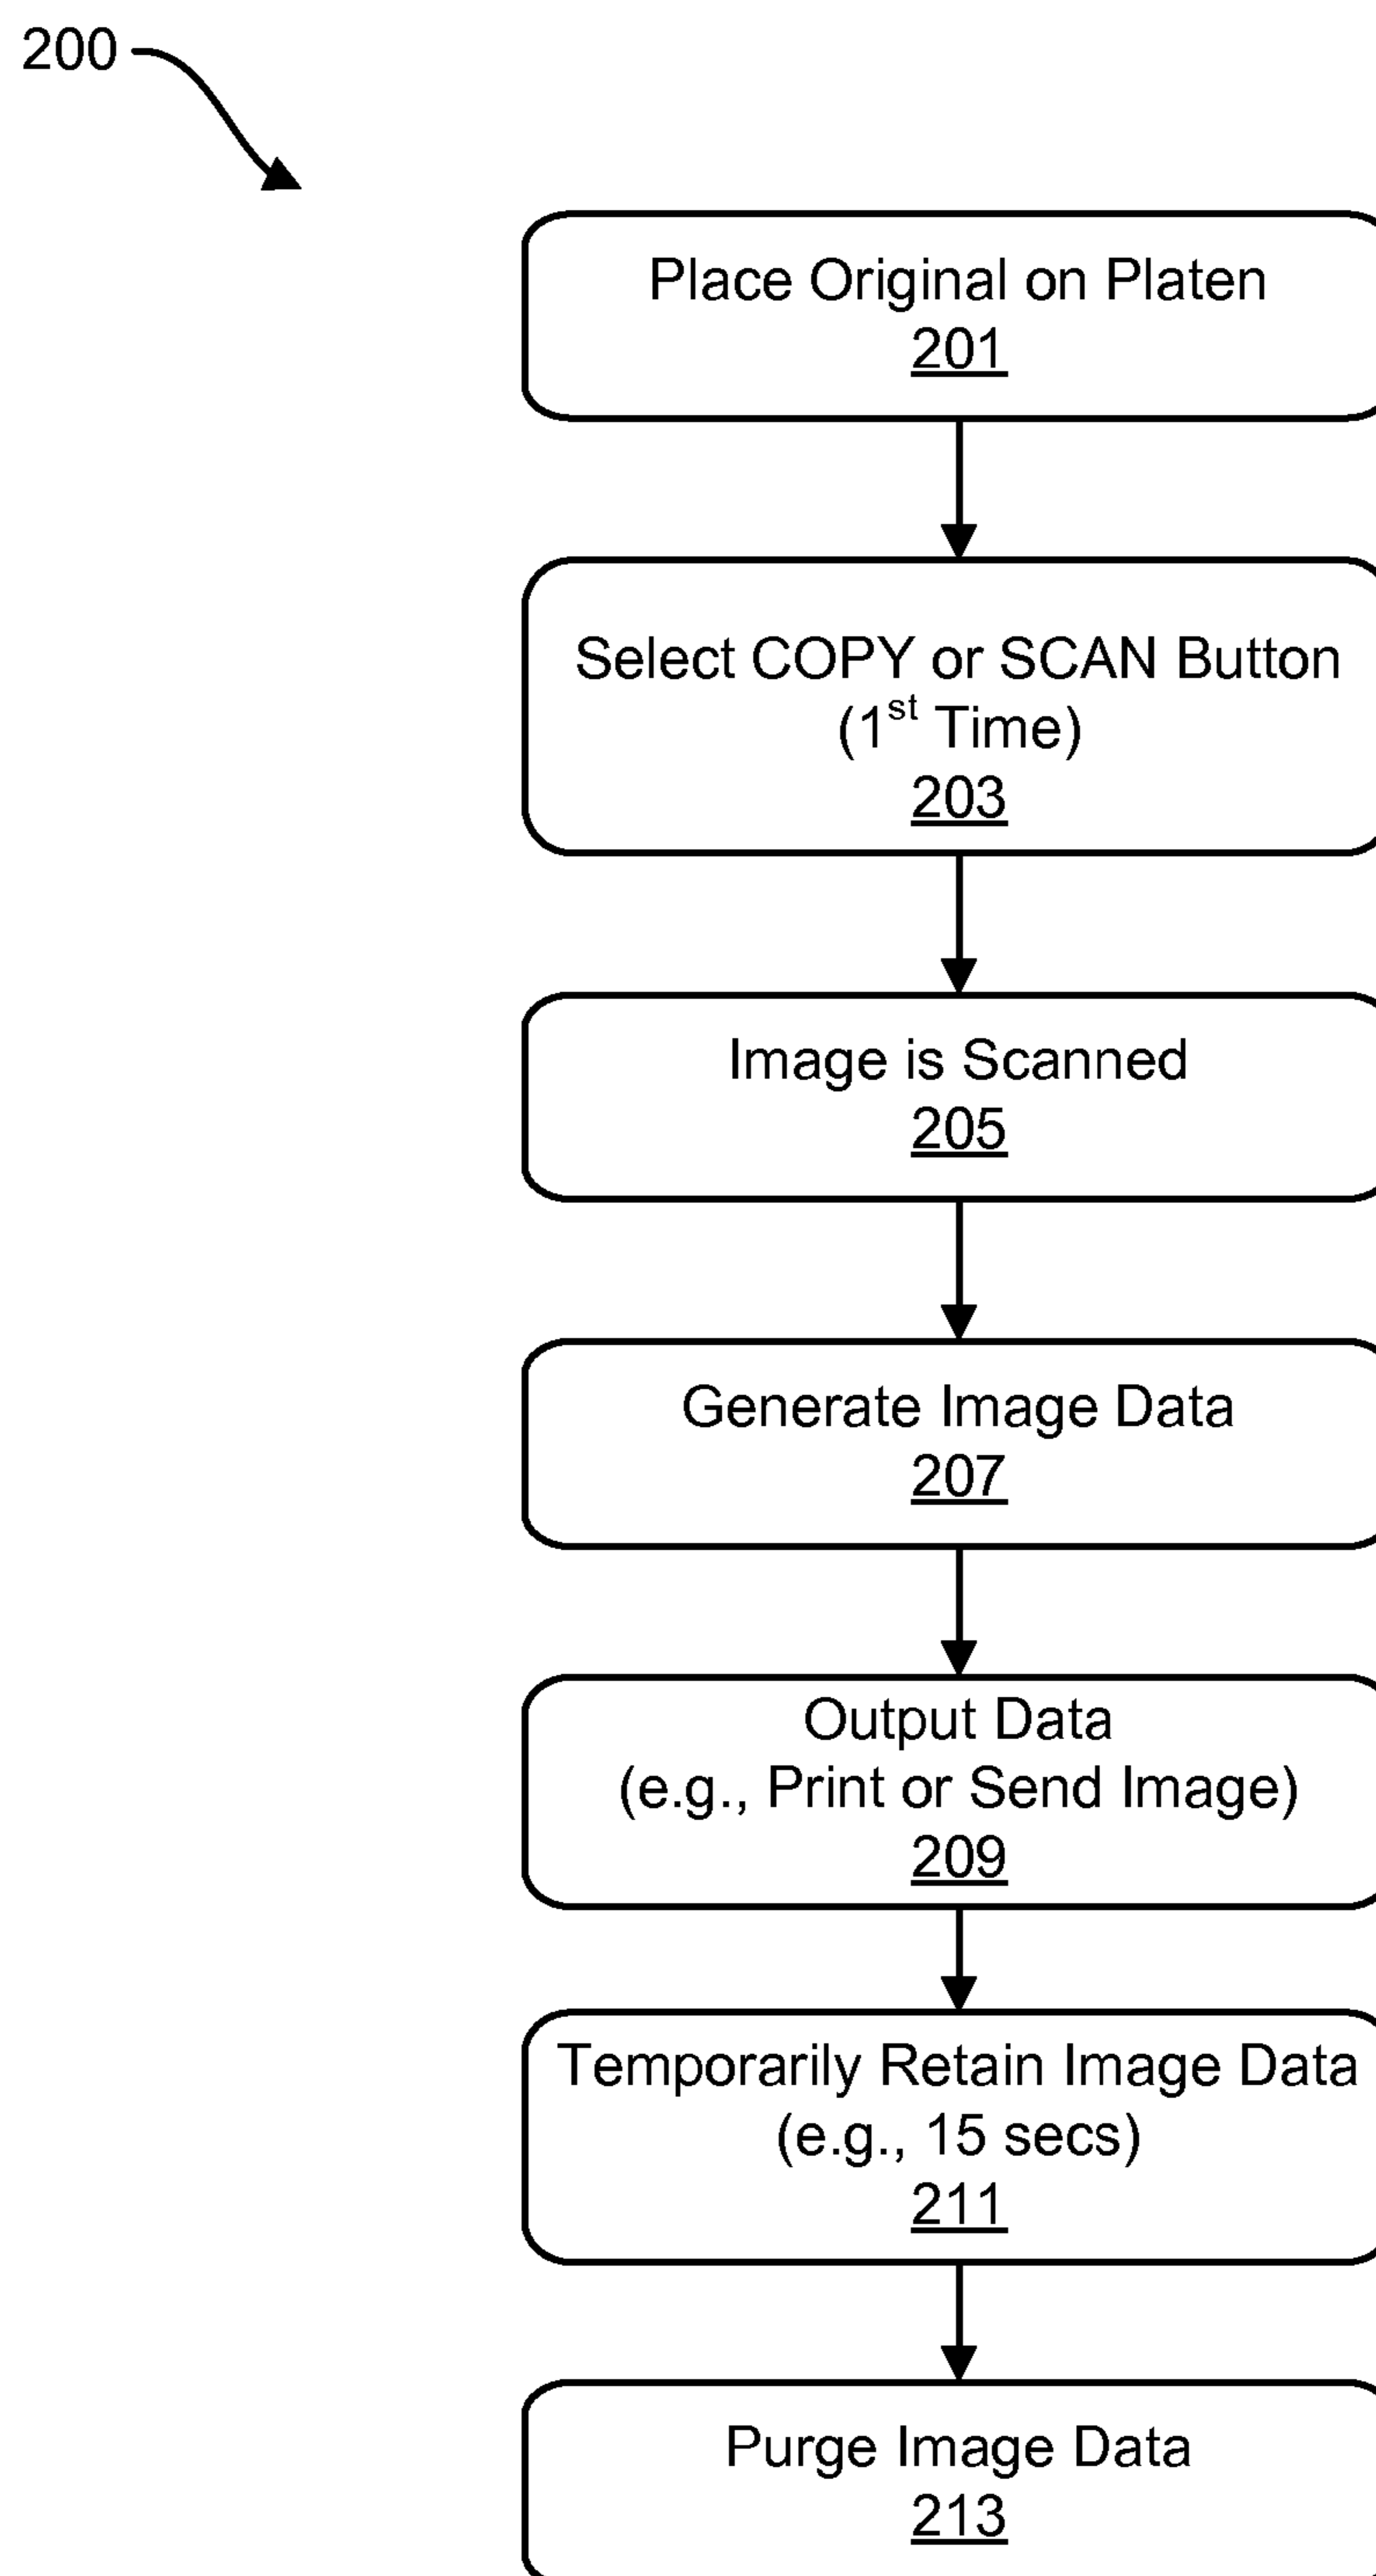 200
Place Original on Platen
201
Select COPY or SCAN Button
(1st Time)
203
Image is Scanned
205
Generate Image Data
207
Output Data
(e.g., Print or Send Image)
209
Temporarily Retain Image Data
(e.g., 15 secs)
211
Purge Image Data
213